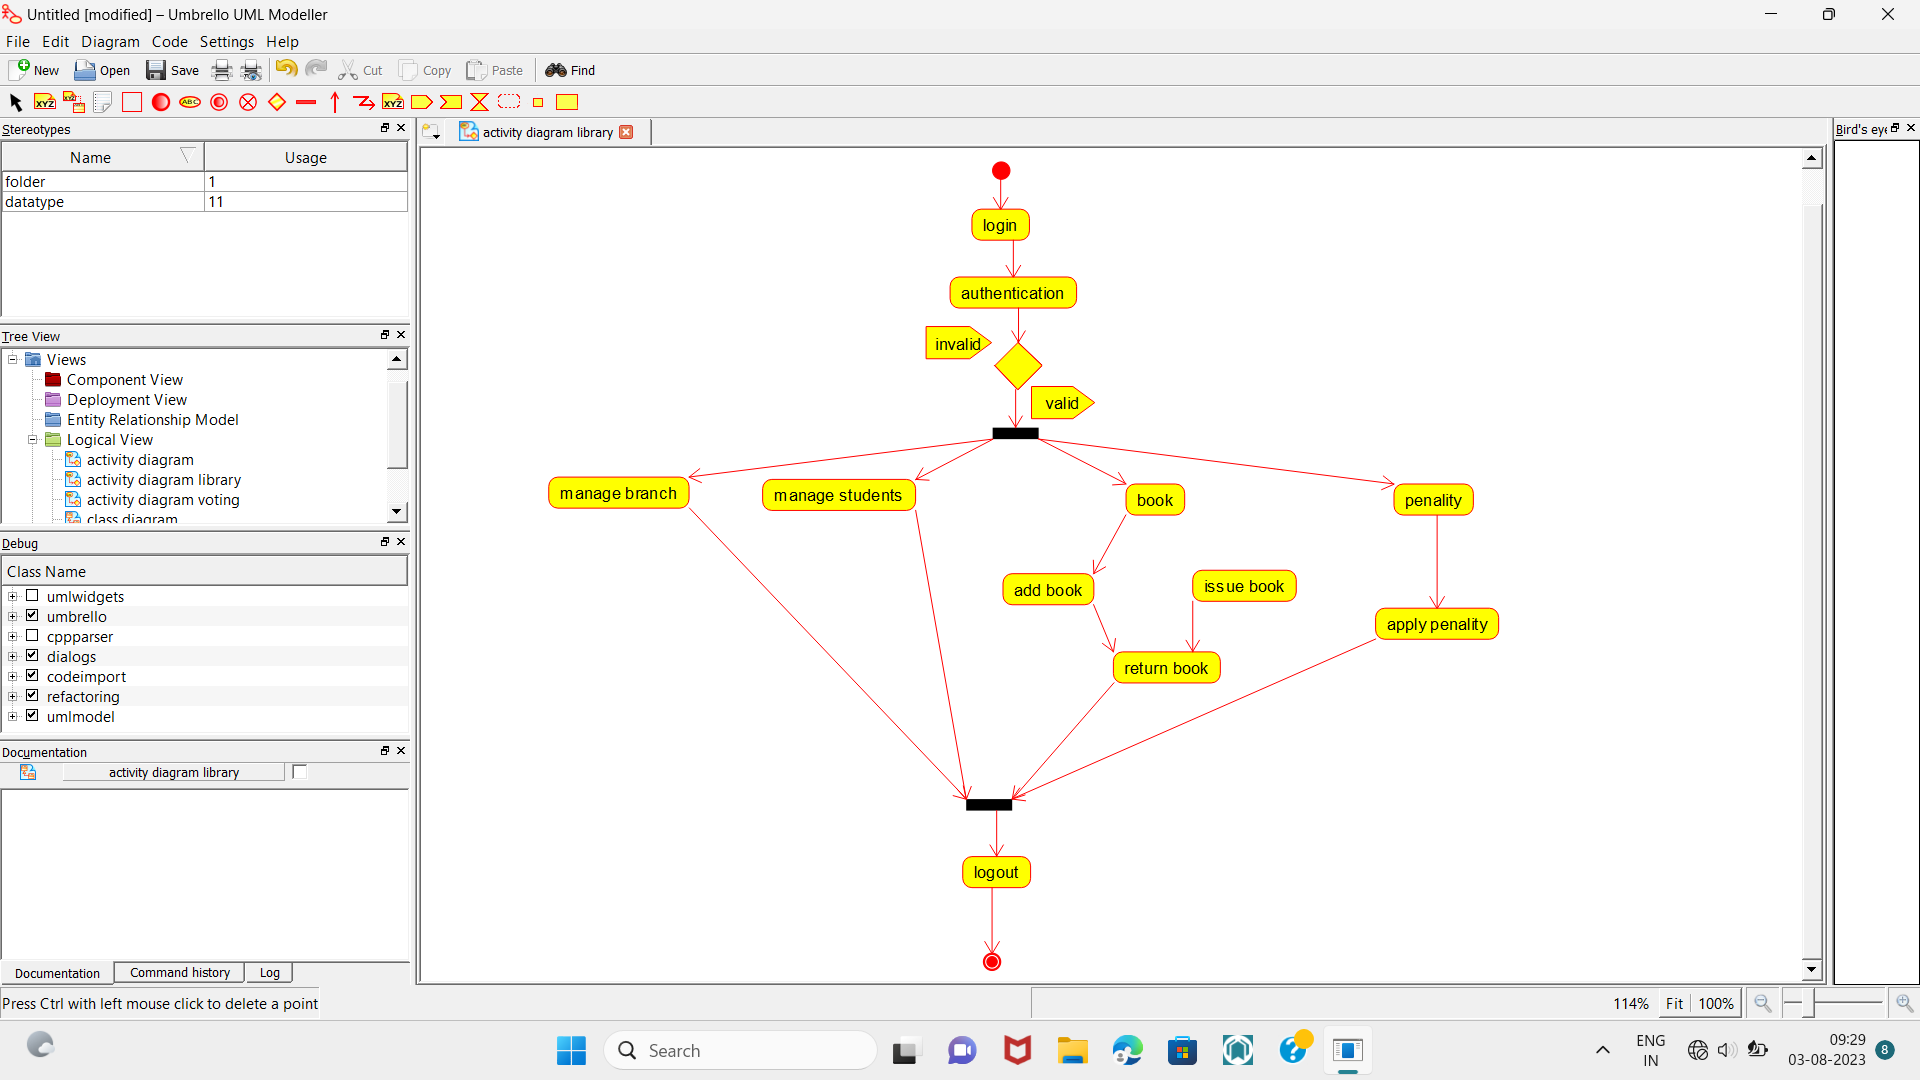 Untitled [modified] – Umbrello UML Modeller
File Edit Diagram Code Settings Help
New Open Save Cut Copy Paste Find
XYZ XYZ ABC XYZ
Stereotypes
Name Usage
folder 1
datatype 11
Tree View
Views
Component View
Deployment View
Entity Relationship Model
Logical View
activity diagram
activity diagram library
activity diagram voting
class diagram
Debug
Class Name
umlwidgets
umbrello
cppparser
dialogs
codeimport
refactoring
umlmodel
Documentation
activity diagram library
Documentation Command history Log
Press Ctrl with left mouse click to delete a point
activity diagram library
login
authentication
invalid
valid
manage branch
manage students
book
penality
add book
issue book
apply penality
return book
logout
Bird's eye
114% Fit 100%
Search
ENG
IN
09:29
03-08-2023
8